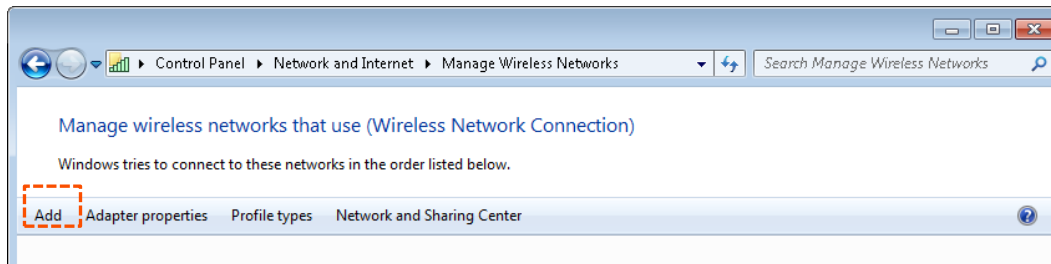 Control Panel Network and Internet Manage Wireless Networks Search Manage Wireless Networks
Manage wireless networks that use (Wireless Network Connection)
Windows tries to connect to these networks in the order listed below.
Add Adapter properties Profile types Network and Sharing Center ?